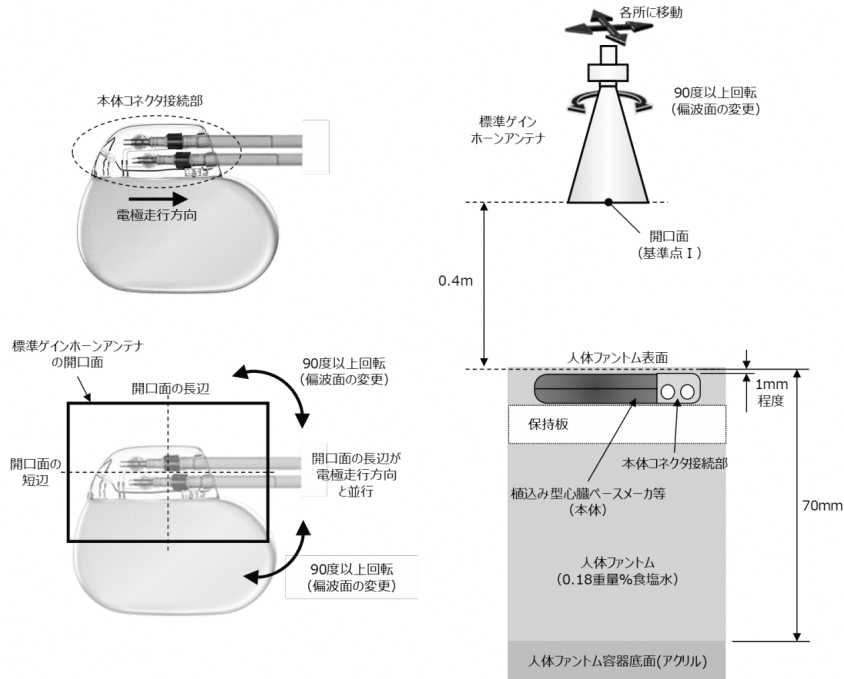 本体コネクタ接続部
電極走行方向
標準ゲインホーンアンテナ
の開口面
開口面の長辺
90度以上回転
(偏波面の変更)
開口面の
短辺
開口面の長辺が
電極走行方向
と並行
90度以上回転
(偏波面の変更)
各所に移動
90度以上回転
(偏波面の変更)
標準ゲイン
ホーンアンテナ
開口面
(基準点Ⅰ)
0.4m
人体ファントム表面
1mm
程度
保持板
本体コネクタ接続部
植込み型心臓ペースメーカ等
(本体)
70mm
人体ファントム
(0.18重量%食塩水)
人体ファントム容器底面(アクリル)